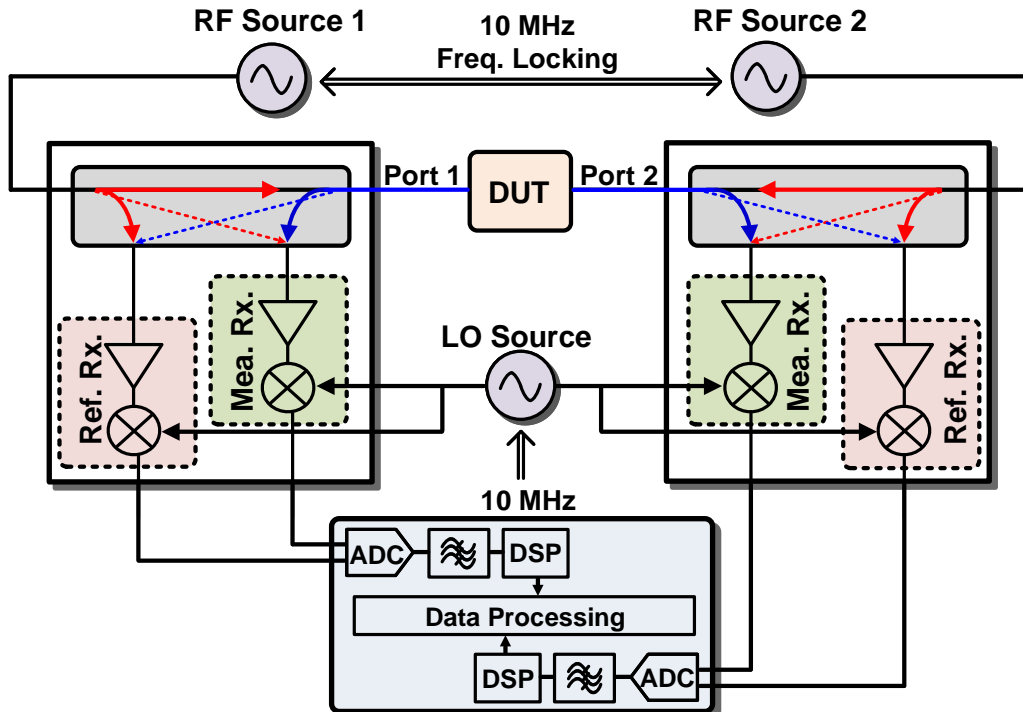 RF Source 1
10 MHz
Freq. Locking
RF Source 2
Port 1
DUT
Port 2
Ref. Rx.
Mea. Rx.
LO Source
Mea. Rx.
Ref. Rx.
10 MHz
ADC
DSP
Data Processing
DSP
ADC